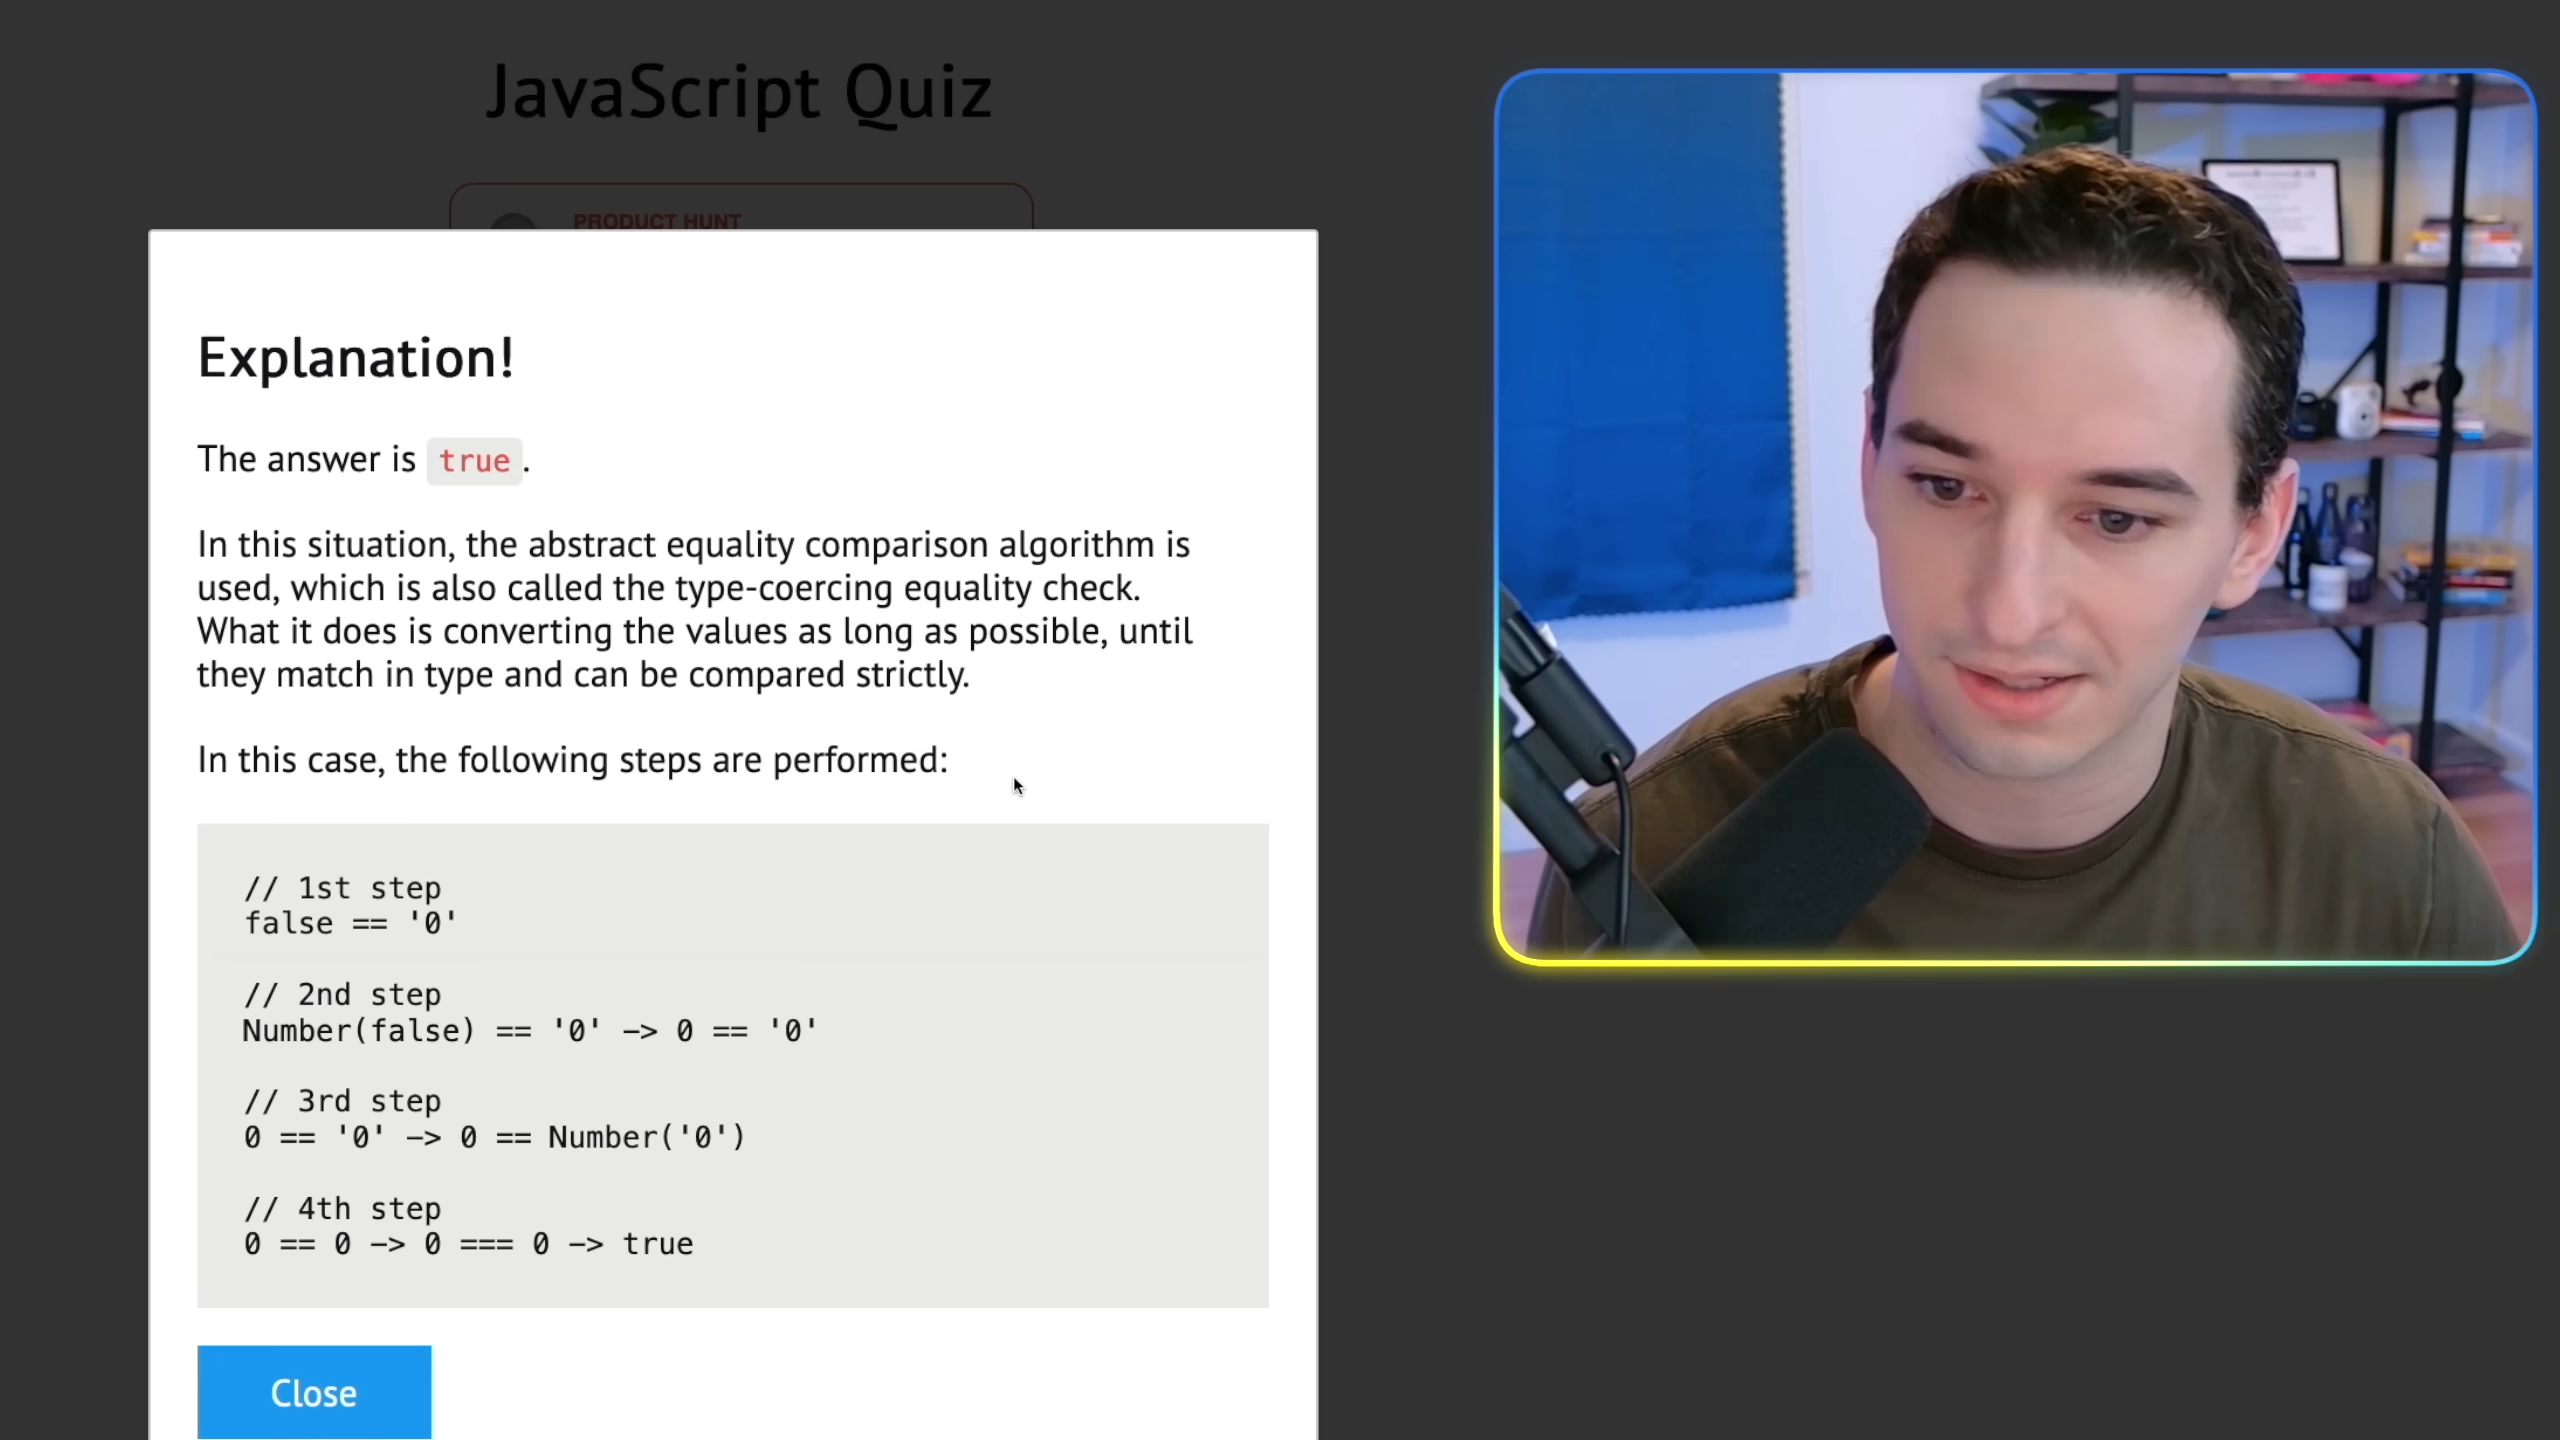 JavaScript Quiz
PRODUCT HUNT
Explanation!
The answer is true.
In this situation, the abstract equality comparison algorithm is
used, which is also called the type-coercing equality check.
What it does is converting the values as long as possible, until
they match in type and can be compared strictly.
In this case, the following steps are performed:
// 1st step
false == '0'
// 2nd step
Number(false) == '0' -> 0 == '0'
// 3rd step
0 == '0' -> 0 == Number('0')
// 4th step
0 == 0 -> 0 === 0 -> true
Close